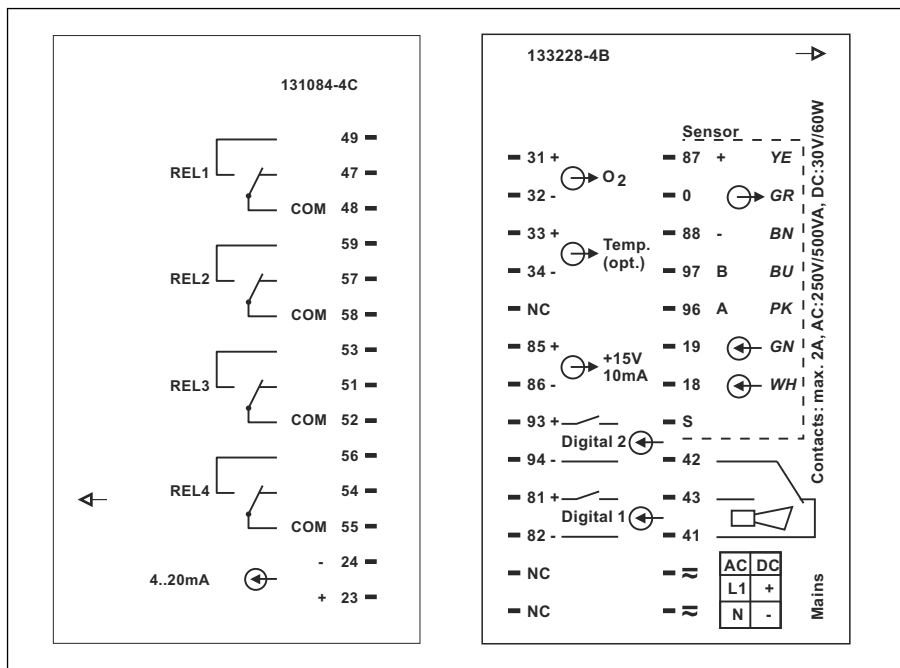 131084-4C
49
REL1 47
COM 48
59
REL2 57
COM 58
53
REL3 51
COM 52
56
REL4 54
COM 55
- 24
4..20mA
+ 23
133228-4B
Sensor
31 + 87 + YE
O2
32 - 0 GR
33 + 88 - BN
Temp.
(opt.)
34 - 97 B BU
NC 96 A PK
85 + 19 GN
+15V
10mA
86 - 18 WH
93 + S
Digital 2
94 - 42
81 + 43
Digital 1
82 - 41
AC DC
NC ≂ L1 +
NC ≂ N -
Contacts: max. 2A, AC:250V/500VA, DC:30V/60W
Mains